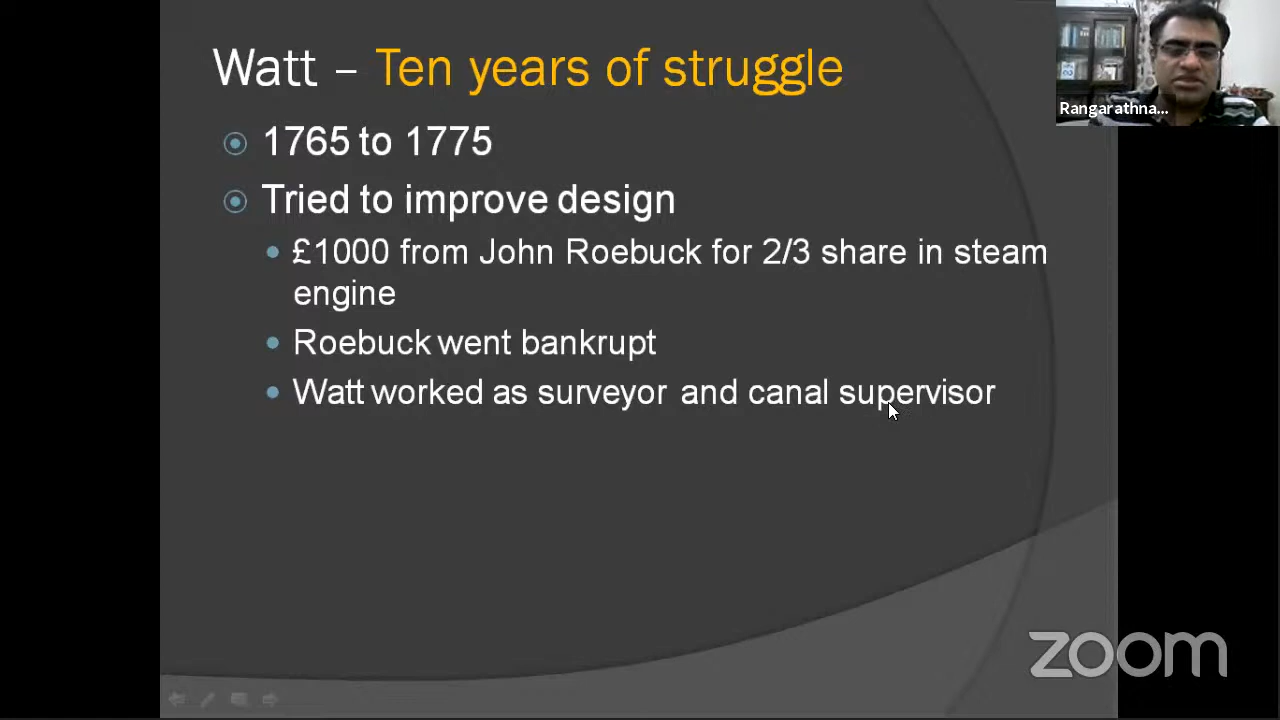 Watt – Ten years of struggle
Rangarathna...
1765 to 1775
Tried to improve design
£1000 from John Roebuck for 2/3 share in steam
engine
Roebuck went bankrupt
Watt worked as surveyor and canal supervisor
zoom